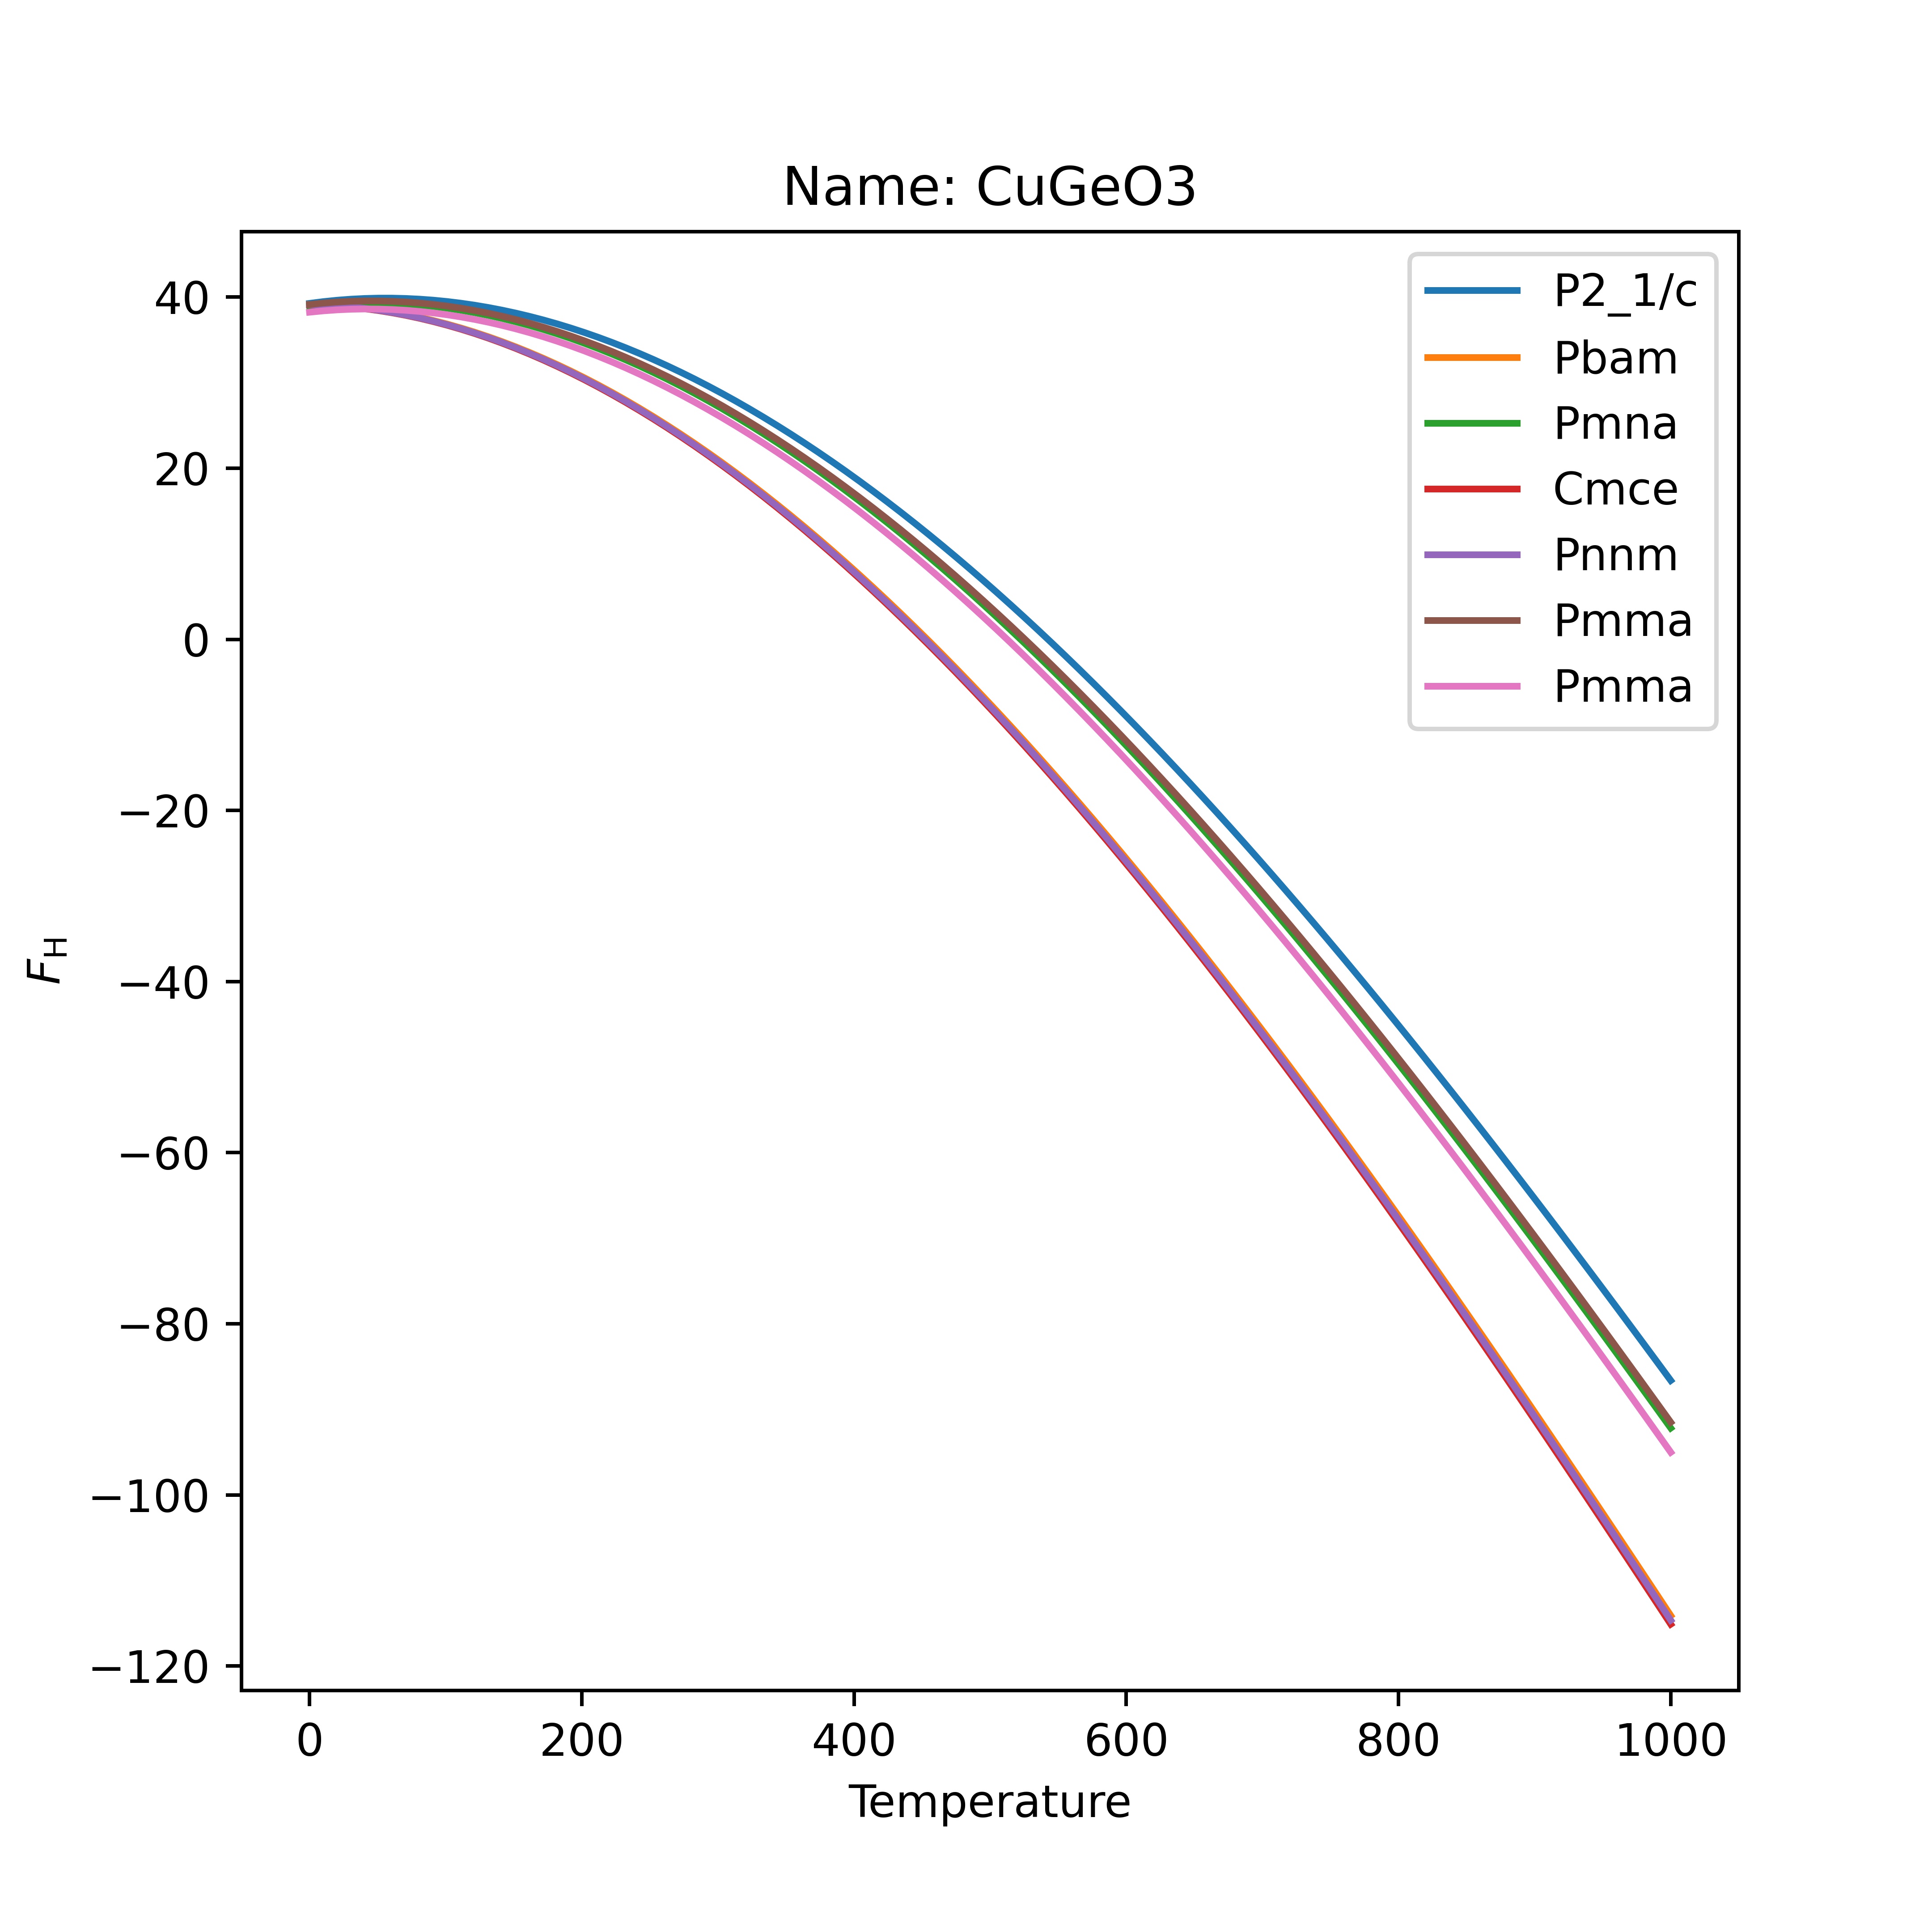 Name: CuGeO3
40
20
0
−20
−40
−60
−80
−100
−120
F_H
P2_1/c
Pbam
Pmna
Cmce
Pnnm
Pmma
Pmma
0 200 400 600 800 1000
Temperature